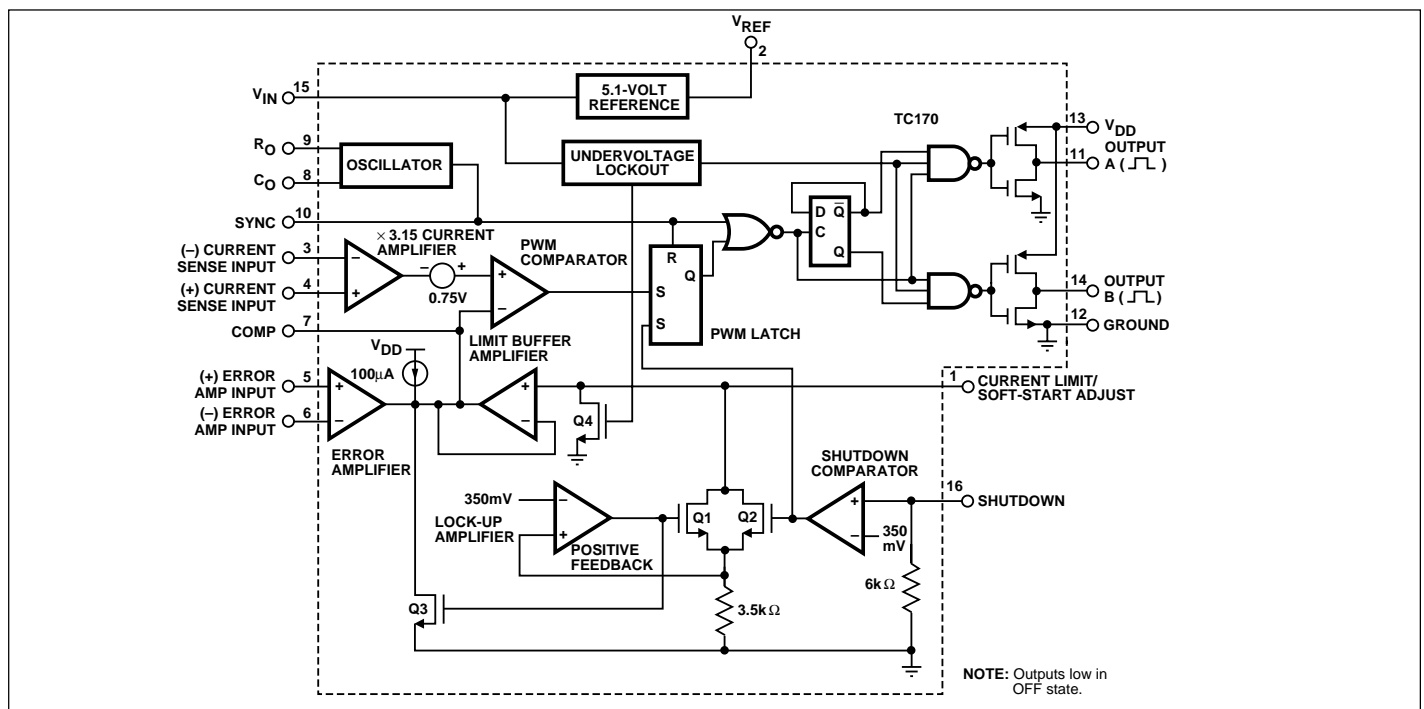 VREF
2
VIN 15
5.1-VOLT
REFERENCE
TC170
13 VDD
RO 9
OSCILLATOR
UNDERVOLTAGE
LOCKOUT
OUTPUT
11 A ( )
CO 8
SYNC 10
D Q
C
Q
(–) CURRENT
SENSE INPUT 3
× 3.15 CURRENT
AMPLIFIER
– +
0.75V
PWM
COMPARATOR
R
Q
S
S
PWM LATCH
(+) CURRENT
SENSE INPUT 4
– +
+ –
OUTPUT
14 B ( )
12 GROUND
COMP 7
LIMIT BUFFER
AMPLIFIER
VDD
100µA
(+) ERROR
AMP INPUT 5
(–) ERROR
AMP INPUT 6
+ –
+ –
ERROR
AMPLIFIER
Q4
1 CURRENT LIMIT/
SOFT-START ADJUST
SHUTDOWN
COMPARATOR
16 SHUTDOWN
350mV
– +
LOCK-UP
AMPLIFIER
POSITIVE
FEEDBACK
Q1 Q2
+ –
350
mV
6kΩ
3.5kΩ
Q3
NOTE: Outputs low in
OFF state.